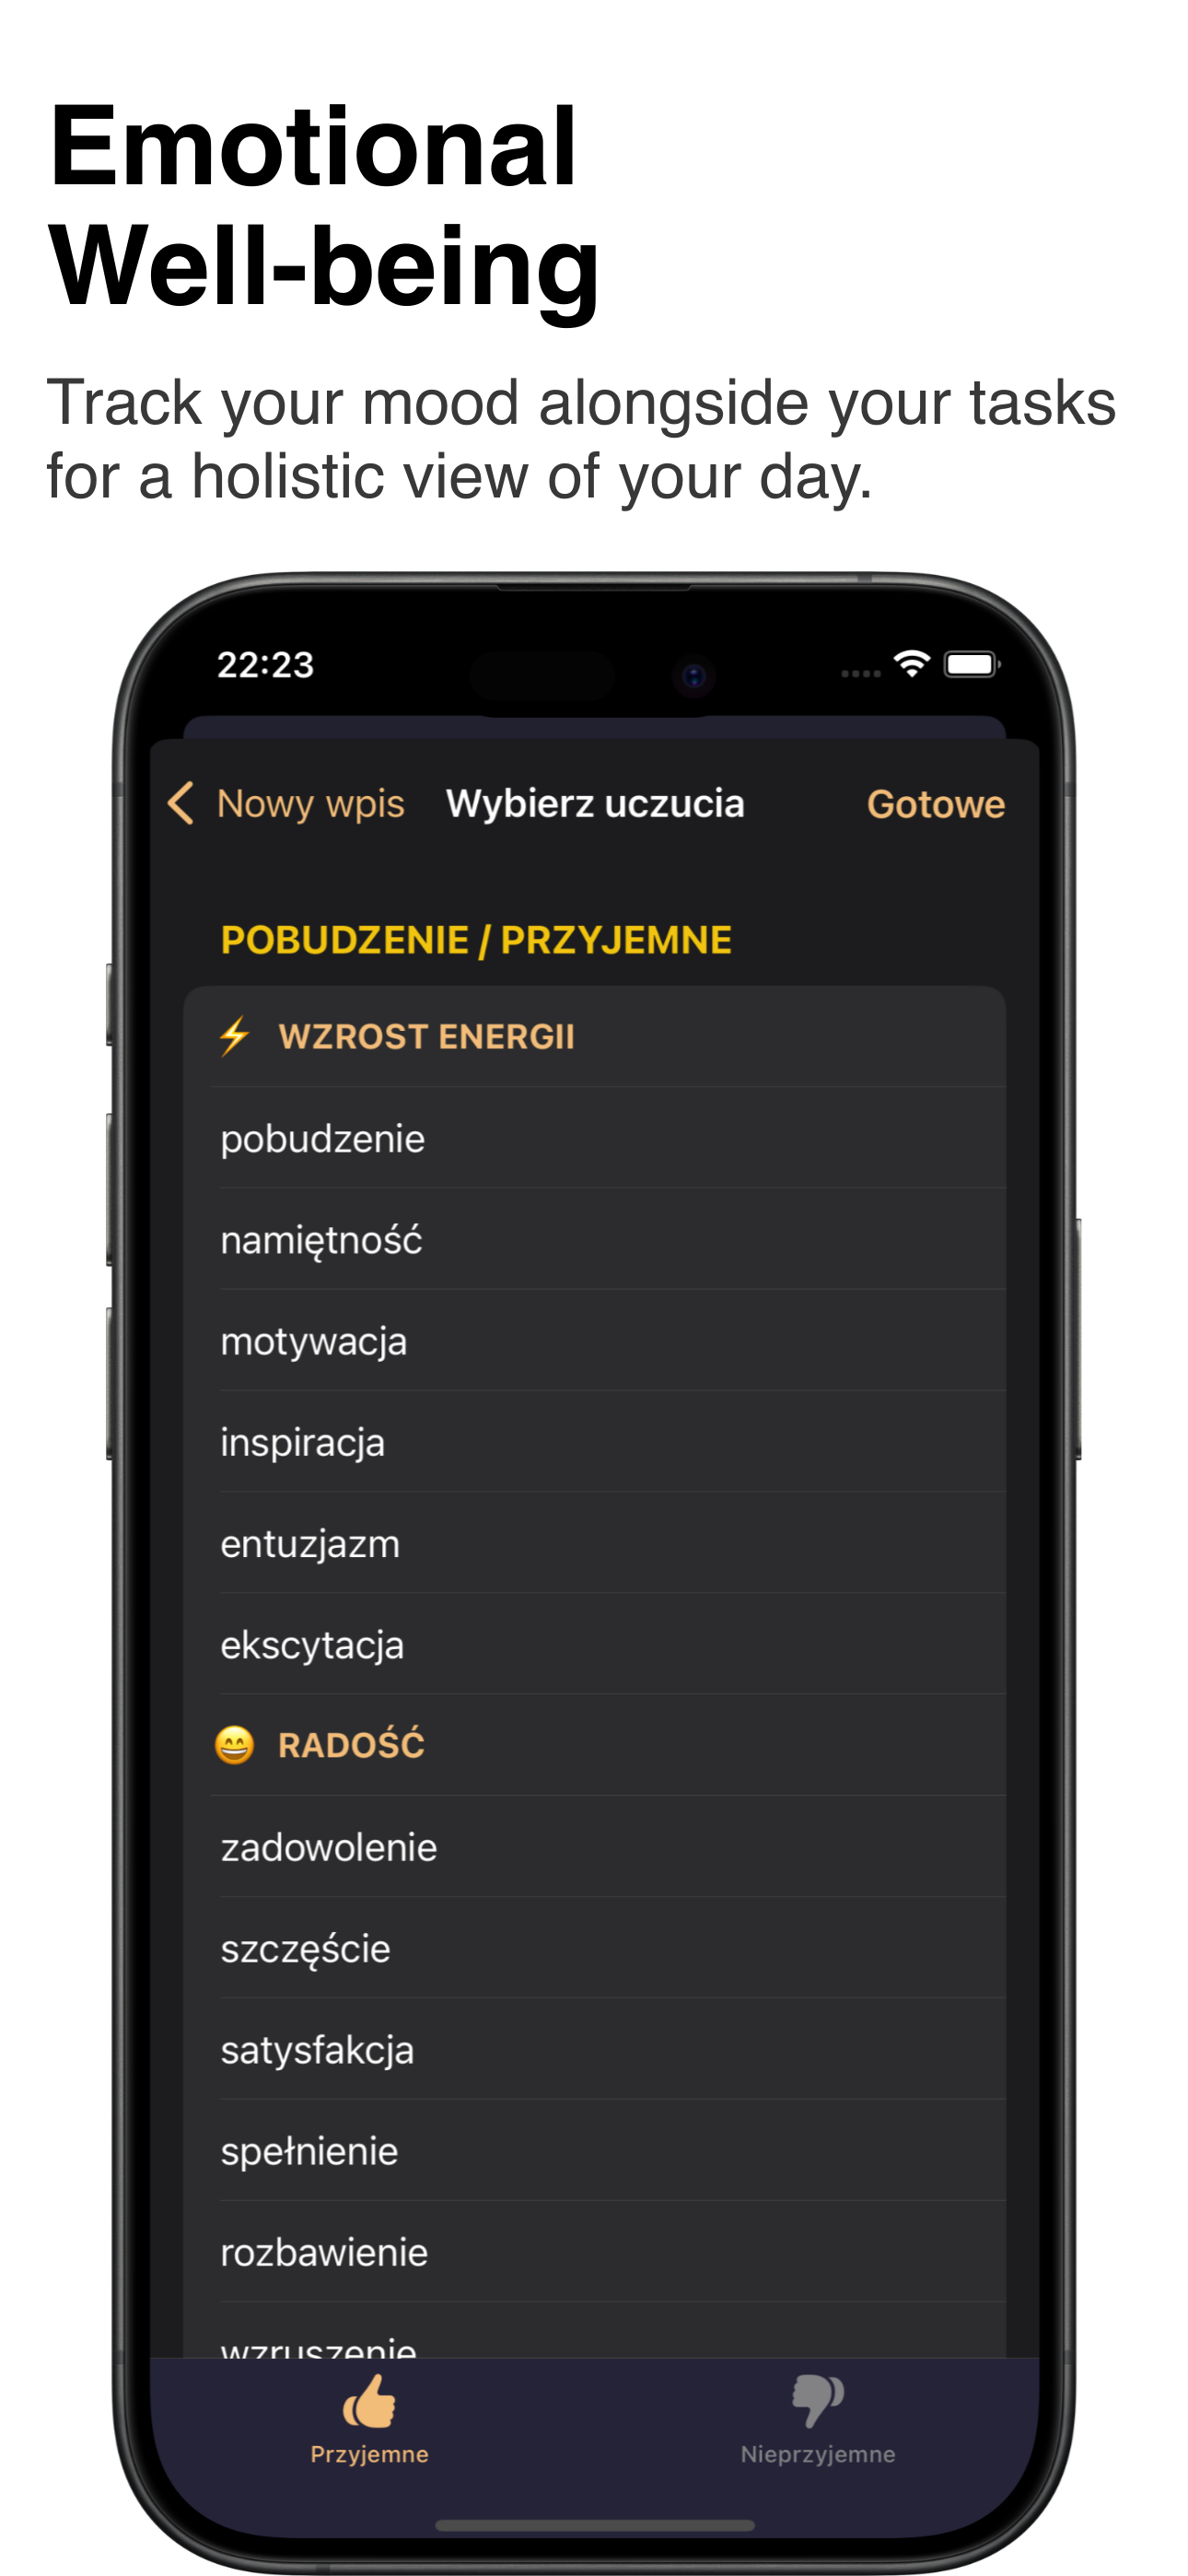 Emotional
Well-being
Track your mood alongside your tasks
for a holistic view of your day.
22:23
Nowy wpis Wybierz uczucia Gotowe
POBUDZENIE / PRZYJEMNE
⚡ WZROST ENERGII
pobudzenie
namiętność
motywacja
inspiracja
entuzjazm
ekscytacja
😄 RADOŚĆ
zadowolenie
szczęście
satysfakcja
spełnienie
rozbawienie
wzruszenie
Przyjemne Nieprzyjemne